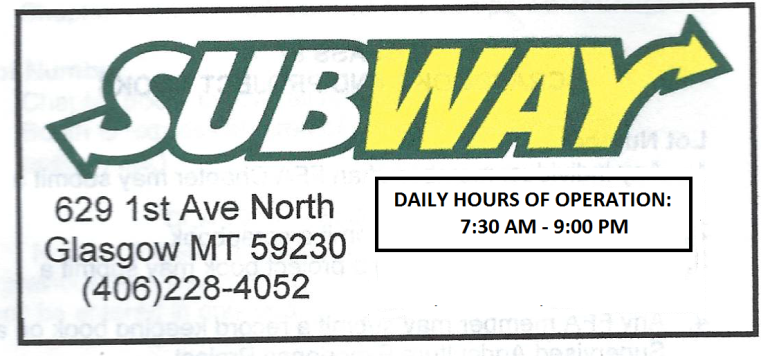 SUBWAY
629 1st Ave North
Glasgow MT 59230
(406)228-4052
DAILY HOURS OF OPERATION:
7:30 AM - 9:00 PM